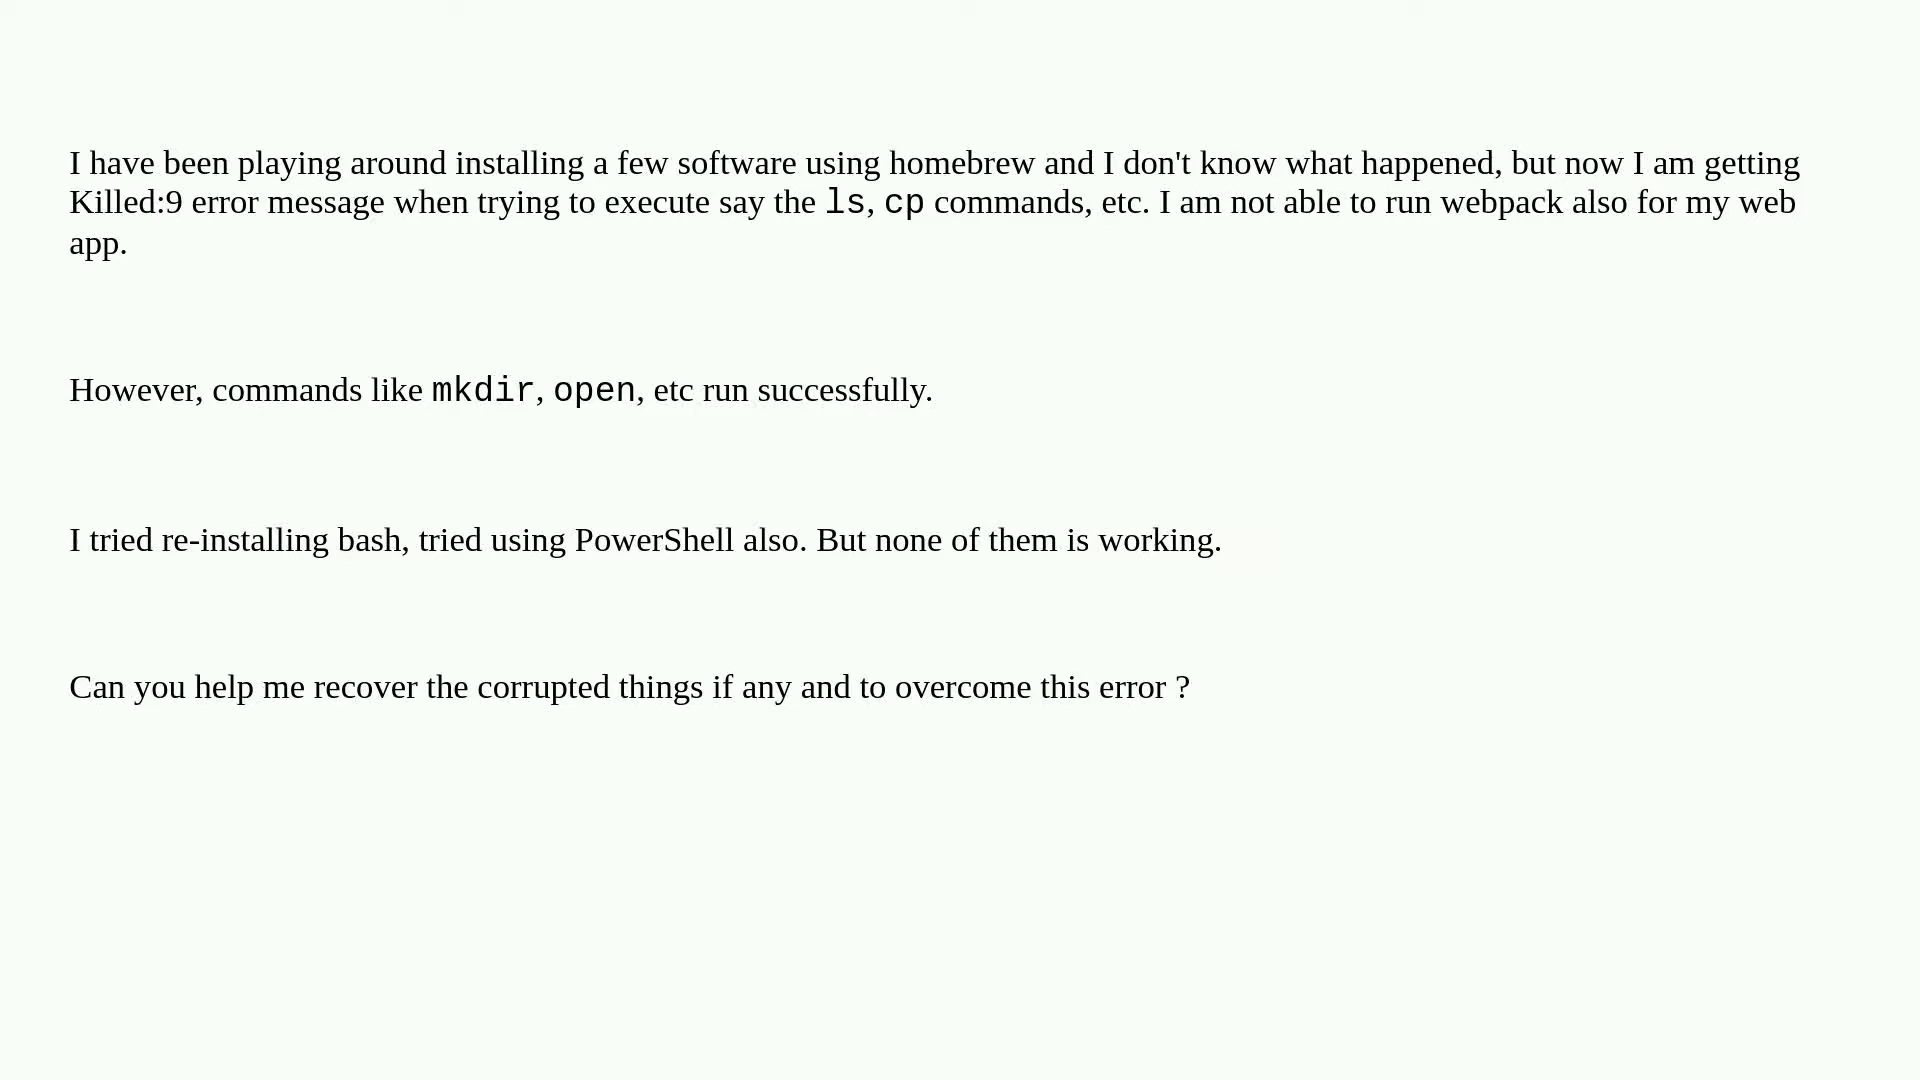 I have been playing around installing a few software using homebrew and I don't know what happened, but now I am getting
Killed:9 error message when trying to execute say the ls, cp commands, etc. I am not able to run webpack also for my web
app.
However, commands like mkdir, open, etc run successfully.
I tried re-installing bash, tried using PowerShell also. But none of them is working.
Can you help me recover the corrupted things if any and to overcome this error ?